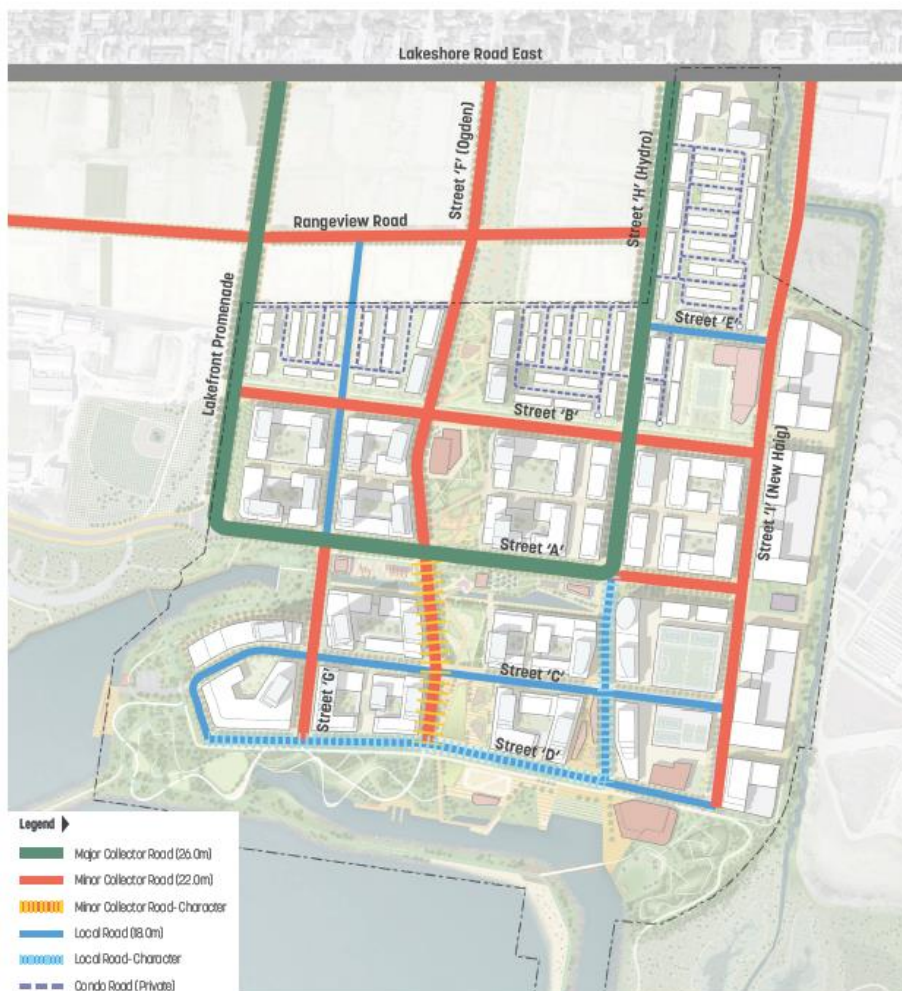 Lakeshore Road East
Street 'F' (Ogden)
Street 'H' (Hydro)
Rangeview Road
Lakefront Promenade
Street 'E'
Street 'B'
Street 'I' (New Haig)
Street 'A'
Street 'C'
Street 'G'
Street 'D'
Legend
Major Collector Road (26.0m)
Minor Collector Road (22.0m)
Minor Collector Road- Character
Local Road (18.0m)
Local Road- Character
Condo Road (Private)